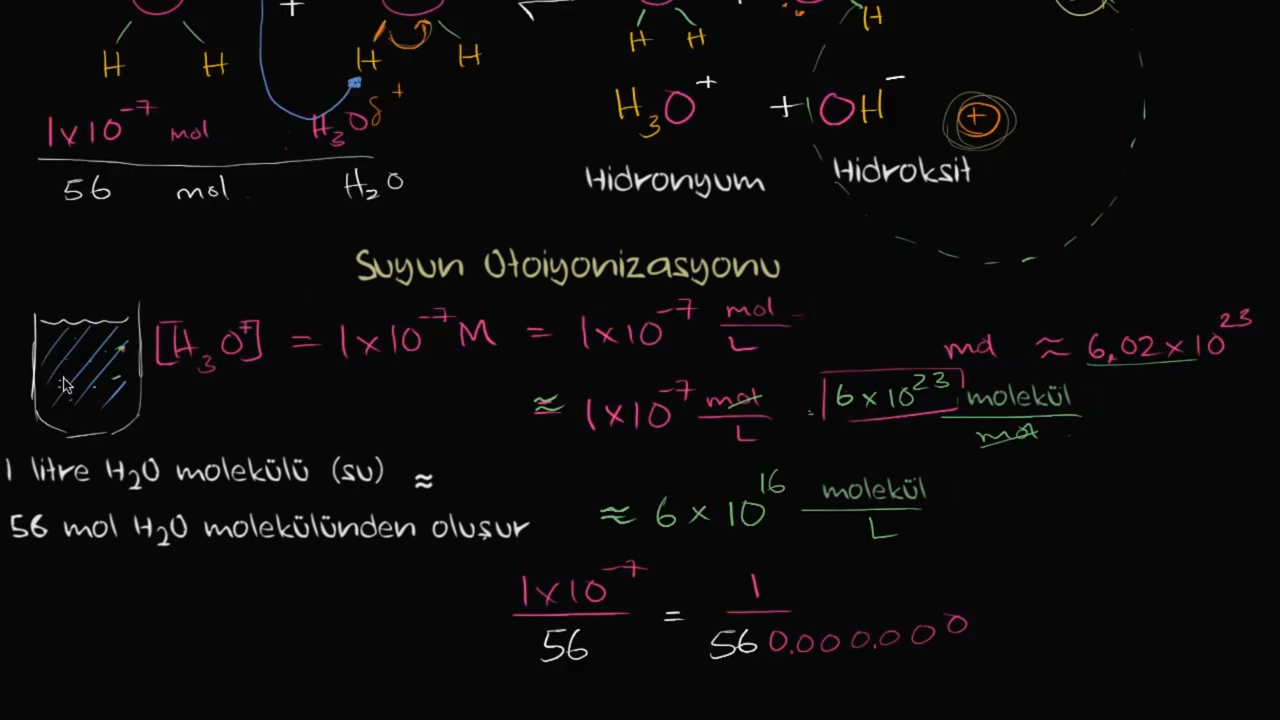 +
H H H H H H H
1x10⁻⁷ mol H₃O δ⁺
56 mol H₂O
H₃O⁺ + OH⁻ +
Hidronyum Hidroksit
Suyun Otoiyonizasyonu
[H₃O⁺] = 1x10⁻⁷ M = 1x10⁻⁷ mol/L
mol ≈ 6,02 x 10²³
≈ 1x10⁻⁷ mol/L . 6x10²³ molekül/mol
1 litre H₂O molekülü (su) ≈
56 mol H₂O molekülünden oluşur
≈ 6 x 10¹⁶ molekül/L
1x10⁻⁷/56 = 1/560.000.000